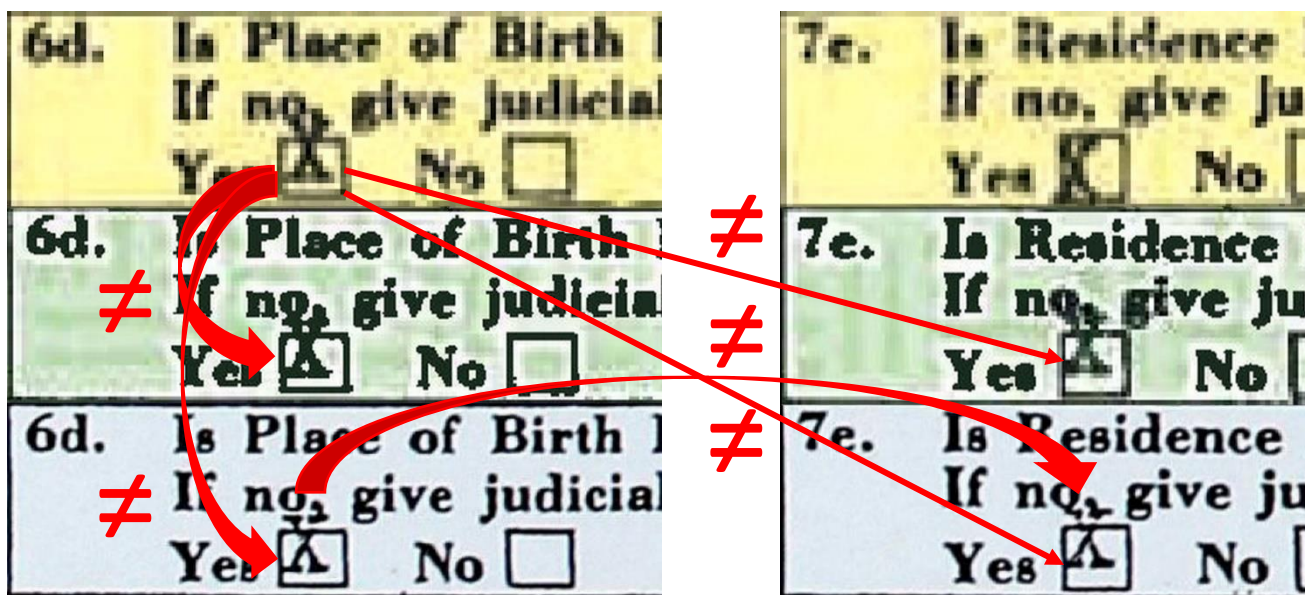 6d. Is Place of Birth
If no, give judicial
Yes X No
7e. Is Residence
If no, give ju
Yes X No
≠
6d. Is Place of Birth
If no, give judicial
Yes X No
≠
7e. Is Residence
If no, give ju
Yes X No
≠
≠
6d. Is Place of Birth
If no, give judicial
Yes X No
≠
7e. Is Residence
If no, give ju
Yes X No